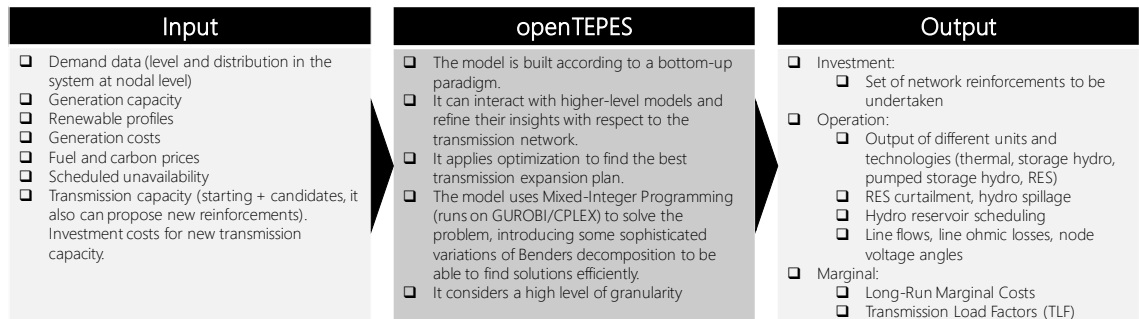 Input
Demand data (level and distribution in the
system at nodal level)
Generation capacity
Renewable profiles
Generation costs
Fuel and carbon prices
Scheduled unavailability
Transmission capacity (starting + candidates, it
also can propose new reinforcements).
Investment costs for new transmission
capacity.
openTEPES
The model is built according to a bottom-up
paradigm.
It can interact with higher-level models and
refine their insights with respect to the
transmission network.
It applies optimization to find the best
transmission expansion plan.
The model uses Mixed-Integer Programming
(runs on GUROBI/CPLEX) to solve the
problem, introducing some sophisticated
variations of Benders decomposition to be
able to find solutions efficiently.
It considers a high level of granularity
Output
Investment:
Set of network reinforcements to be
undertaken
Operation:
Output of different units and
technologies (thermal, storage hydro,
pumped storage hydro, RES)
RES curtailment, hydro spillage
Hydro reservoir scheduling
Line flows, line ohmic losses, node
voltage angles
Marginal:
Long-Run Marginal Costs
Transmission Load Factors (TLF)